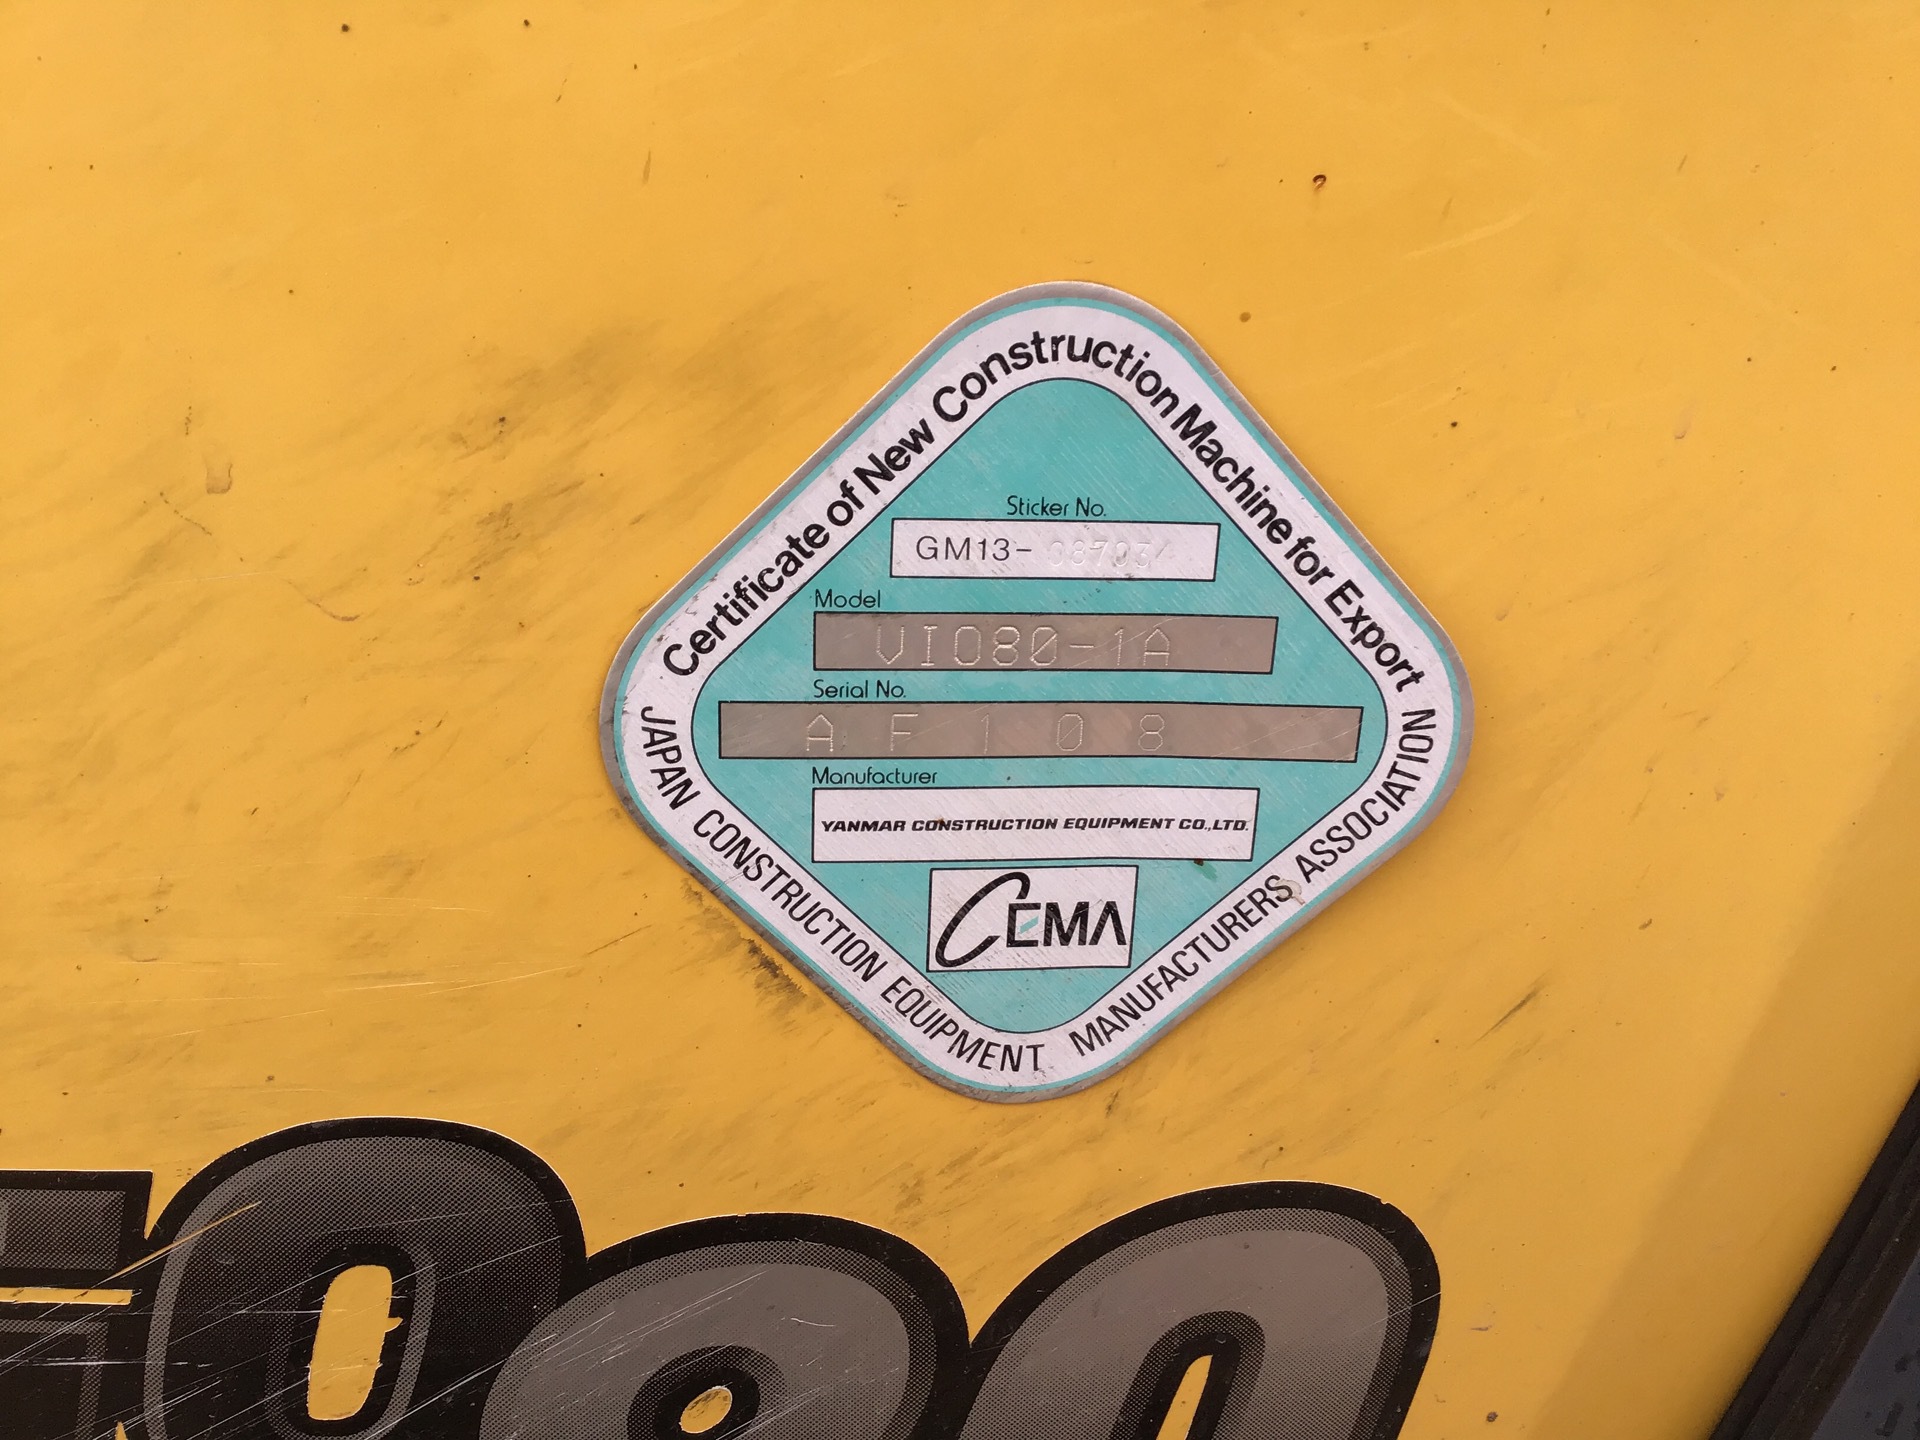 Certificate of New Construction Machine for Export
Sticker No.
GM13-
Model
VIO80-1A
Serial No.
AF108
Manufacturer
YANMAR CONSTRUCTION EQUIPMENT CO.,LTD.
CEMA
JAPAN CONSTRUCTION EQUIPMENT MANUFACTURERS ASSOCIATION